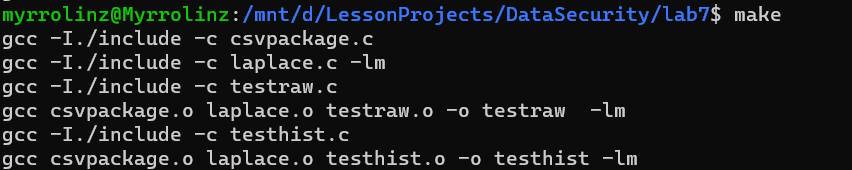 myrrolinz@Myrrolinz:/mnt/d/LessonProjects/DataSecurity/lab7$ make
gcc -I./include -c csvpackage.c
gcc -I./include -c laplace.c -lm
gcc -I./include -c testraw.c
gcc csvpackage.o laplace.o testraw.o -o testraw  -lm
gcc -I./include -c testhist.c
gcc csvpackage.o laplace.o testhist.o -o testhist -lm